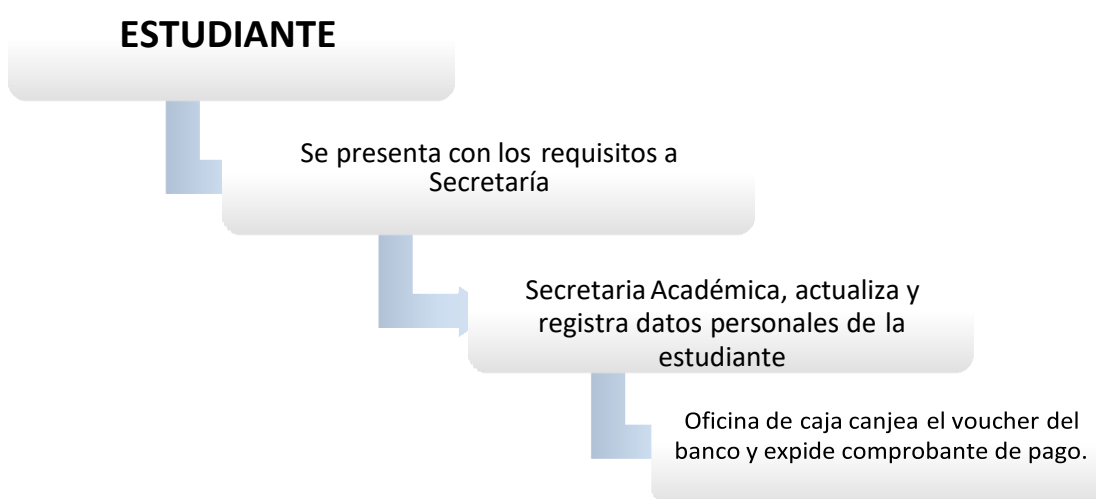 ESTUDIANTE
Se presenta con los requisitos a
Secretaría
Secretaria Académica, actualiza y
registra datos personales de la
estudiante
Oficina de caja canjea el voucher del
banco y expide comprobante de pago.